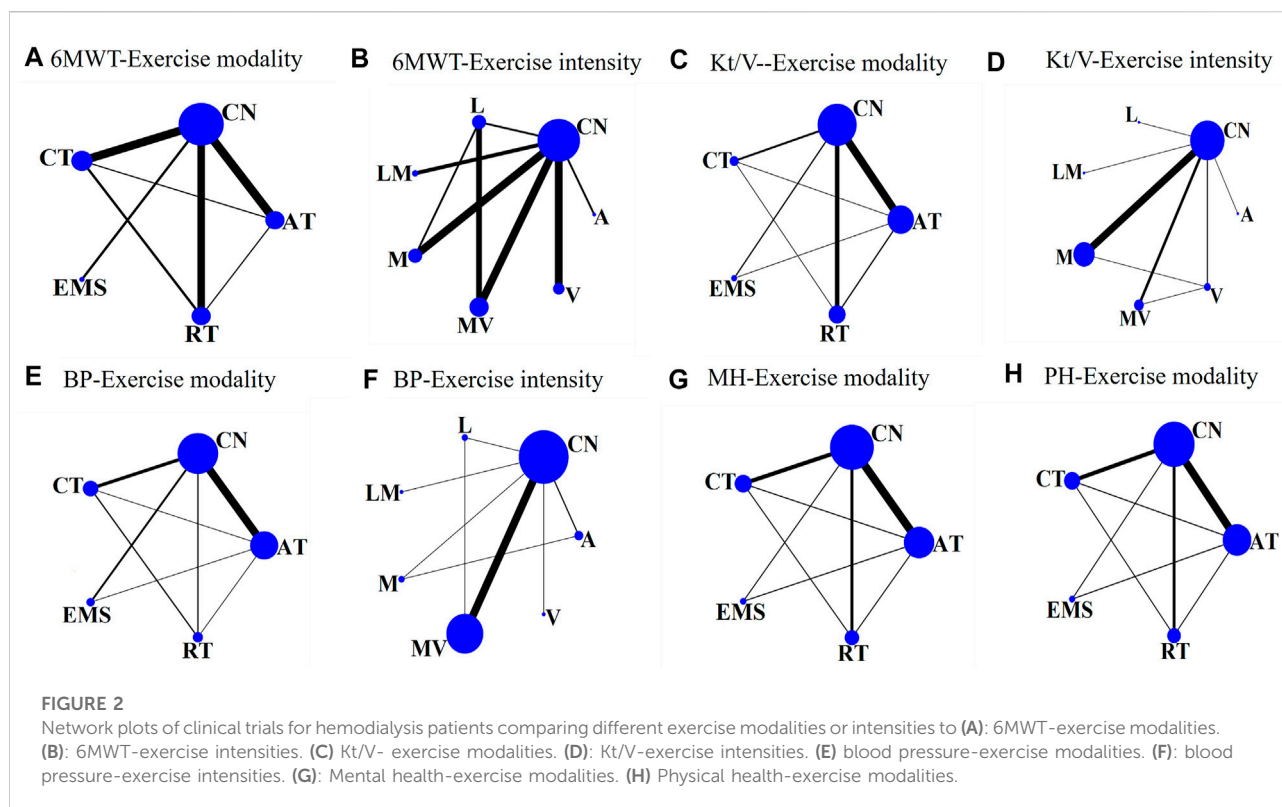 A 6MWT-Exercise modality
CN
CT
AT
EMS
RT
B 6MWT-Exercise intensity
L
CN
LM
A
M
V
MV
C Kt/V--Exercise modality
CN
CT
AT
EMS
RT
D Kt/V-Exercise intensity
L
CN
LM
A
M
V
MV
E BP-Exercise modality
CN
CT
AT
EMS
RT
F BP-Exercise intensity
L
CN
LM
A
M
V
MV
G MH-Exercise modality
CN
CT
AT
EMS
RT
H PH-Exercise modality
CN
CT
AT
EMS
RT
FIGURE 2
Network plots of clinical trials for hemodialysis patients comparing different exercise modalities or intensities to (A): 6MWT-exercise modalities.
(B): 6MWT-exercise intensities. (C) Kt/V- exercise modalities. (D): Kt/V-exercise intensities. (E) blood pressure-exercise modalities. (F): blood
pressure-exercise intensities. (G): Mental health-exercise modalities. (H) Physical health-exercise modalities.